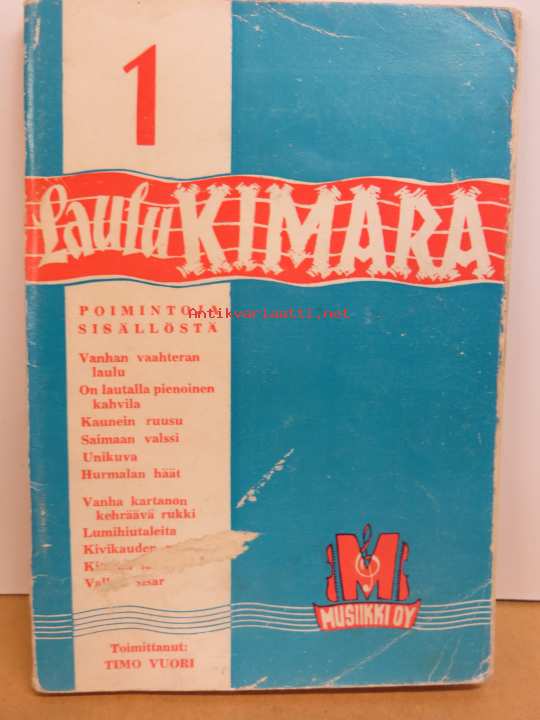 1
Laulu KIMARA
POIMINTOJA
SISÄLLÖSTÄ
Antikvariaatti.net
Vanhan vaahteran
laulu
On lautalla pienoinen
kahvila
Kaunein ruusu
Saimaan valssi
Unikuva
Hurmalan häät
Vanha kartanon
kehräävä rukki
Lumihiutaleita
Kivikauden
M
MUSIIKKI OY
Toimittanut:
TIMO VUORI